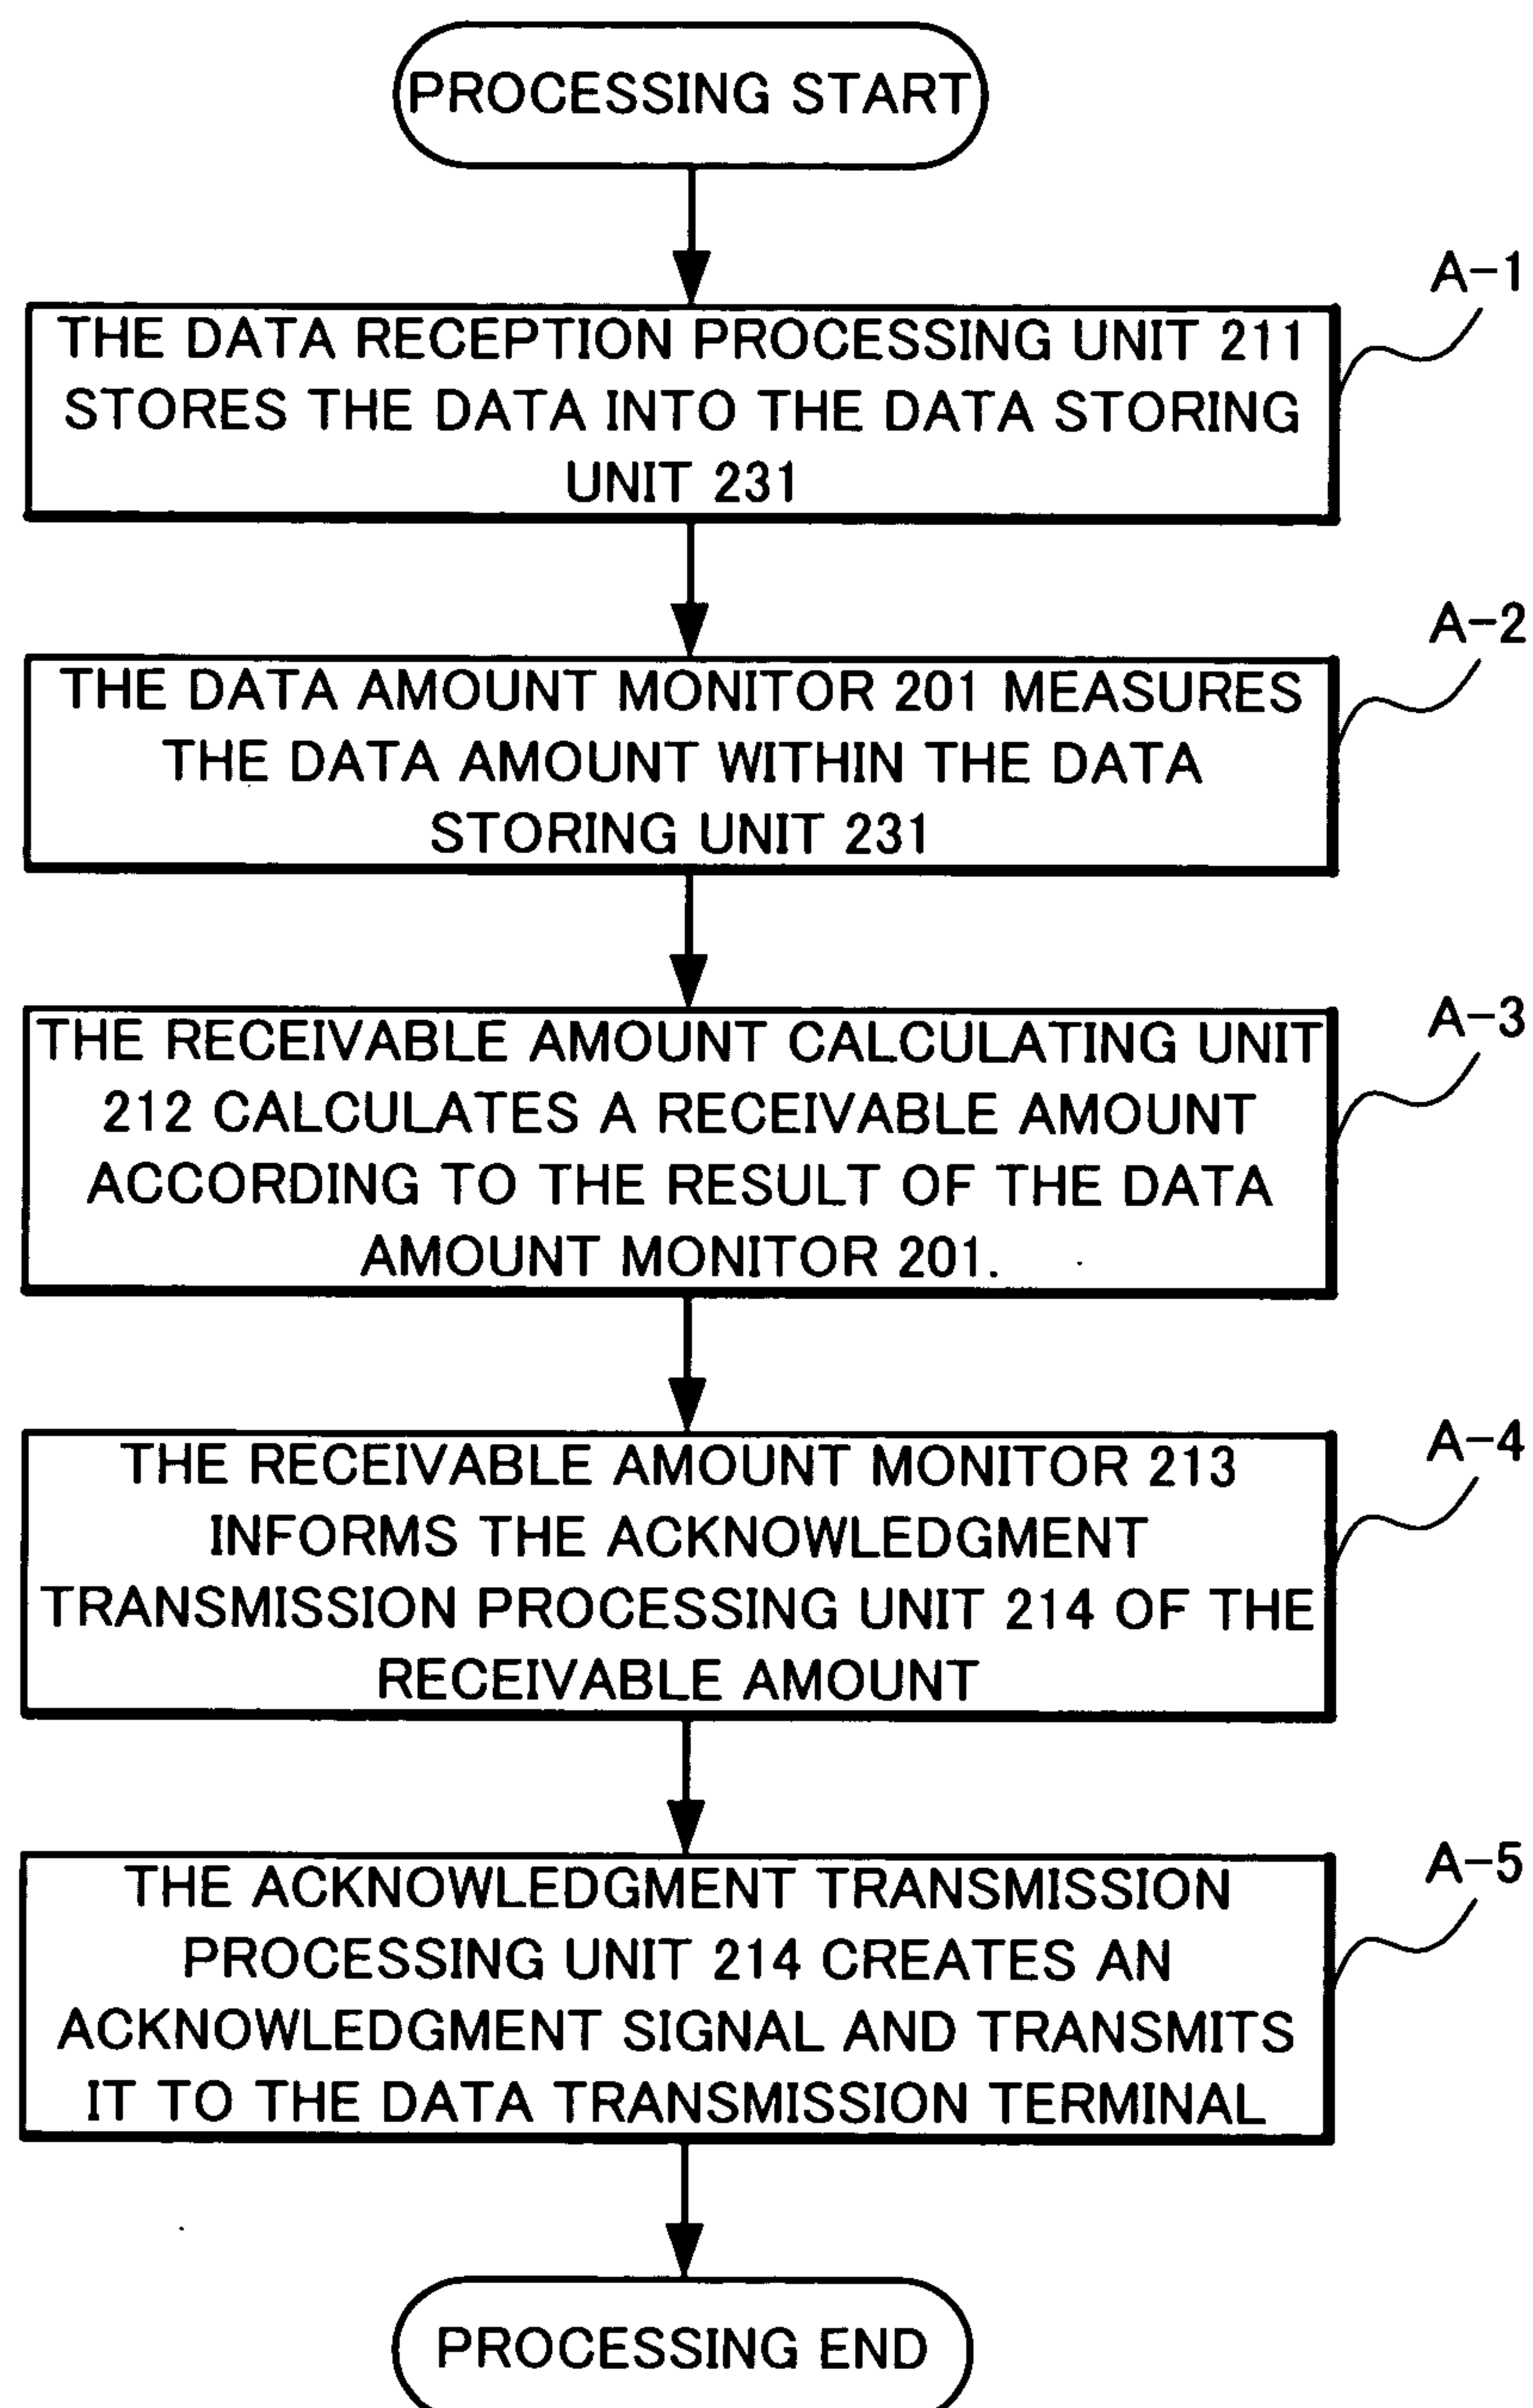 PROCESSING START
A-1
THE DATA RECEPTION PROCESSING UNIT 211
STORES THE DATA INTO THE DATA STORING
UNIT 231
A-2
THE DATA AMOUNT MONITOR 201 MEASURES
THE DATA AMOUNT WITHIN THE DATA
STORING UNIT 231
A-3
THE RECEIVABLE AMOUNT CALCULATING UNIT
212 CALCULATES A RECEIVABLE AMOUNT
ACCORDING TO THE RESULT OF THE DATA
AMOUNT MONITOR 201.
A-4
THE RECEIVABLE AMOUNT MONITOR 213
INFORMS THE ACKNOWLEDGMENT
TRANSMISSION PROCESSING UNIT 214 OF THE
RECEIVABLE AMOUNT
A-5
THE ACKNOWLEDGMENT TRANSMISSION
PROCESSING UNIT 214 CREATES AN
ACKNOWLEDGMENT SIGNAL AND TRANSMITS
IT TO THE DATA TRANSMISSION TERMINAL
PROCESSING END